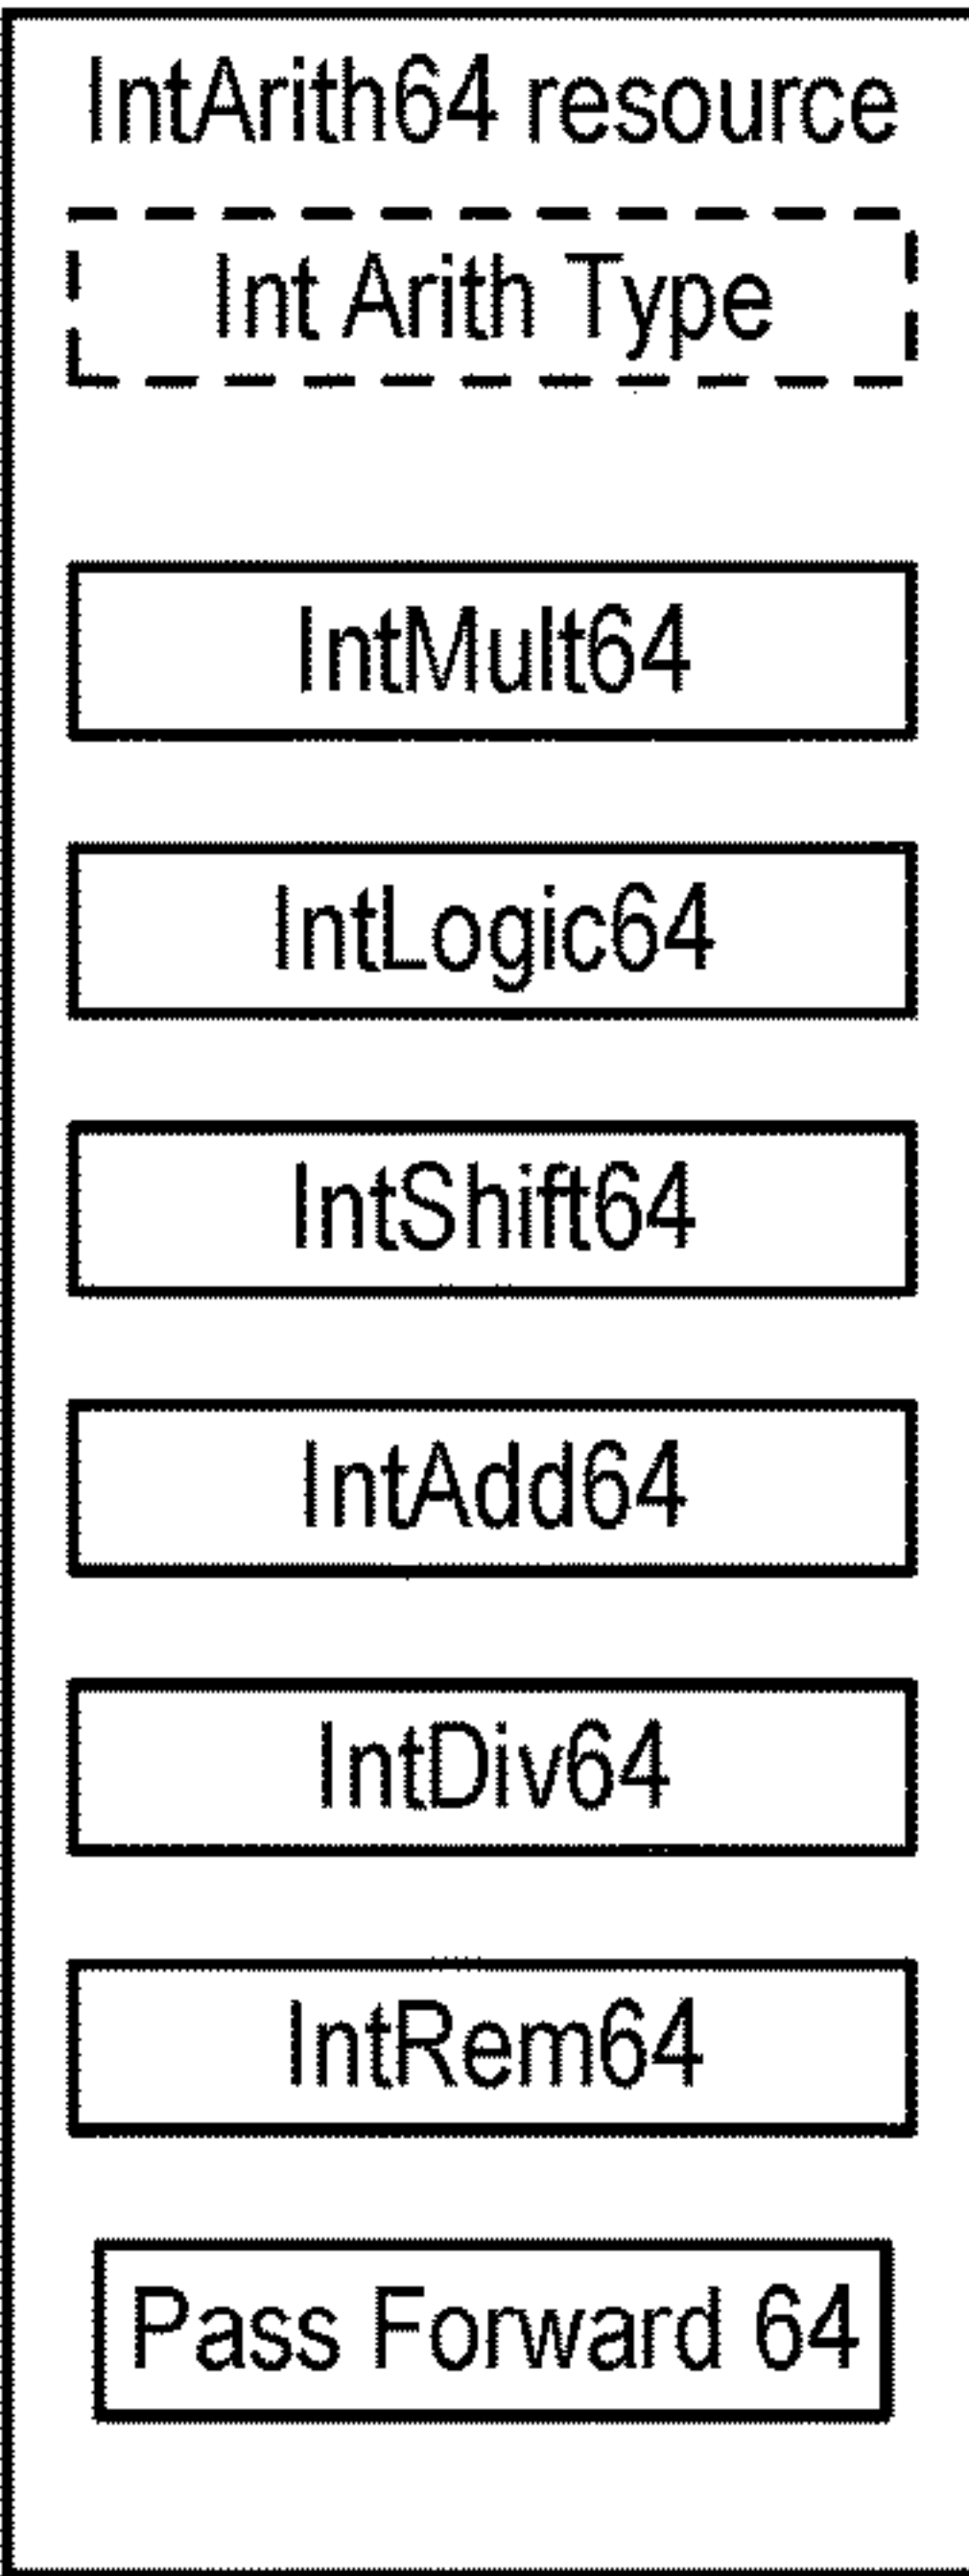 IntArith64 resource
Int Arith Type
IntMult64
IntLogic64
IntShift64
IntAdd64
IntDiv64
IntRem64
Pass Forward 64